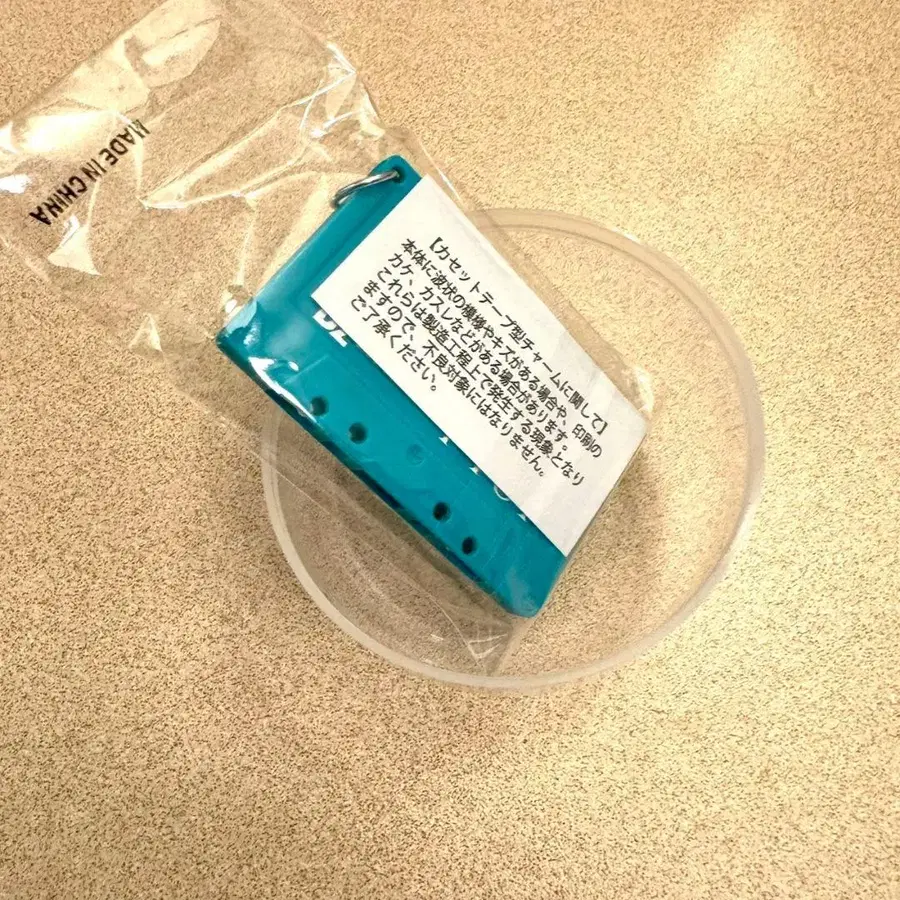 MADE IN CHINA
【カセットテープ型チャームに関して】
本体に波状の模様やキズがある場合や、印刷の
カケ、カスレなどがある場合があります。
これらは製造工程上で発生する現象となり
ますので、不良対象にはなりません。
ご了承ください。